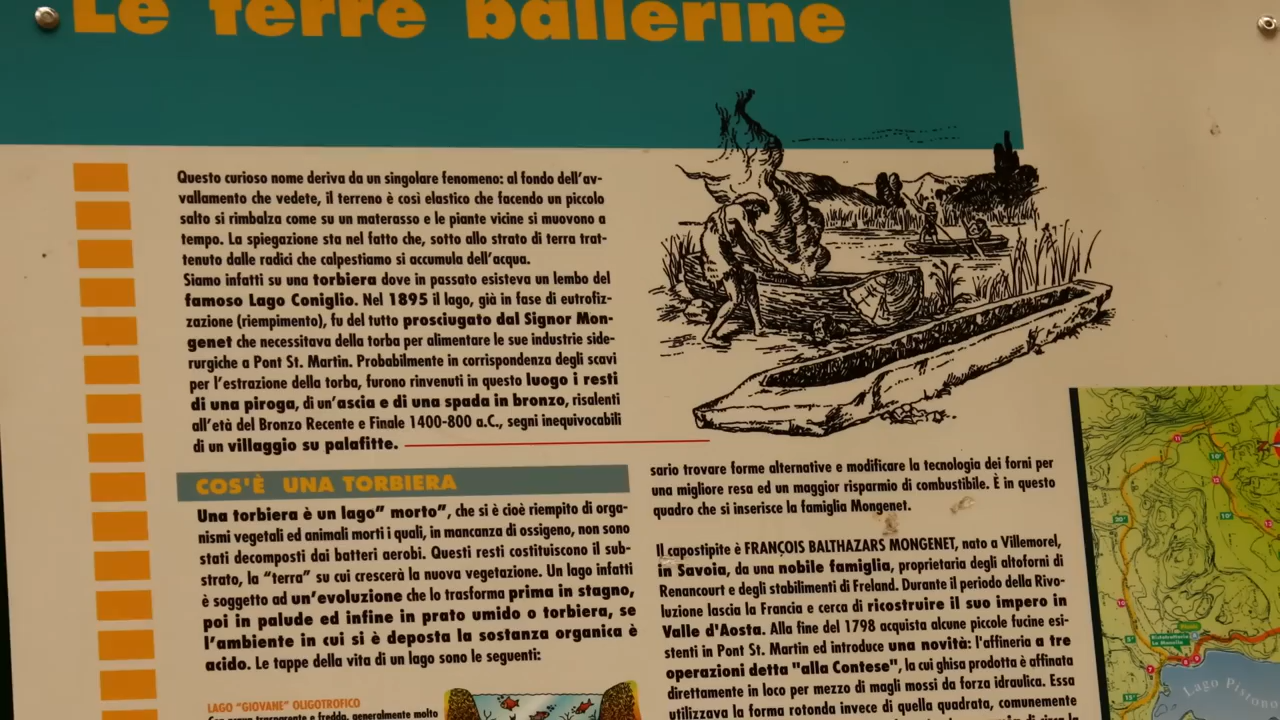 Le terre ballerine
Questo curioso nome deriva da un singolare fenomeno: al fondo dell'av-
vallamento che vedete, il terreno è così elastico che facendo un piccolo
salto si rimbalza come su un materasso e le piante vicine si muovono a
tempo. La spiegazione sta nel fatto che, sotto allo strato di terra trat-
tenuto dalle radici che calpestiamo si accumula dell'acqua.
Siamo infatti su una torbiera dove in passato esisteva un lembo del
famoso Lago Coniglio. Nel 1895 il lago, già in fase di eutrofiz-
zazione (riempimento), fu del tutto prosciugato dal Signor Mon-
genet che necessitava della torba per alimentare le sue industrie side-
rurgiche a Pont St. Martin. Probabilmente in corrispondenza degli scavi
per l'estrazione della torba, furono rinvenuti in questo luogo i resti
di una piroga, di un'ascia e di una spada in bronzo, risalenti
all'età del Bronzo Recente e Finale 1400-800 a.C., segni inequivocabili
di un villaggio su palafitte.
COS'È UNA TORBIERA
Una torbiera è un lago" morto", che si è cioè riempito di orga-
nismi vegetali ed animali morti i quali, in mancanza di ossigeno, non sono
stati decomposti dai batteri aerobi. Questi resti costituiscono il sub-
strato, la "terra" su cui crescerà la nuova vegetazione. Un lago infatti
è soggetto ad un'evoluzione che lo trasforma prima in stagno,
poi in palude ed infine in prato umido o torbiera, se
l'ambiente in cui si è deposta la sostanza organica è
acido. Le tappe della vita di un lago sono le seguenti:
LAGO "GIOVANE" OLIGOTROFICO
Con acqua trasparente e fredda, generalmente molto
sario trovare forme alternative e modificare la tecnologia dei forni per
una migliore resa ed un maggior risparmio di combustibile. È in questo
quadro che si inserisce la famiglia Mongenet.
Il capostipite è FRANÇOIS BALTHAZARS MONGENET, nato a Villemorel,
in Savoia, da una nobile famiglia, proprietaria degli altoforni di
Renancourt e degli stabilimenti di Freland. Durante il periodo della Rivo-
luzione lascia la Francia e cerca di ricostruire il suo impero in
Valle d'Aosta. Alla fine del 1798 acquista alcune piccole fucine esi-
stenti in Pont St. Martin ed introduce una novità: l'affineria a tre
operazioni detta "alla Contese", la cui ghisa prodotta è affinata
direttamente in loco per mezzo di magli mossi da forza idraulica. Essa
utilizzava la forma rotonda invece di quella quadrata, comunemente
Lago Pistono